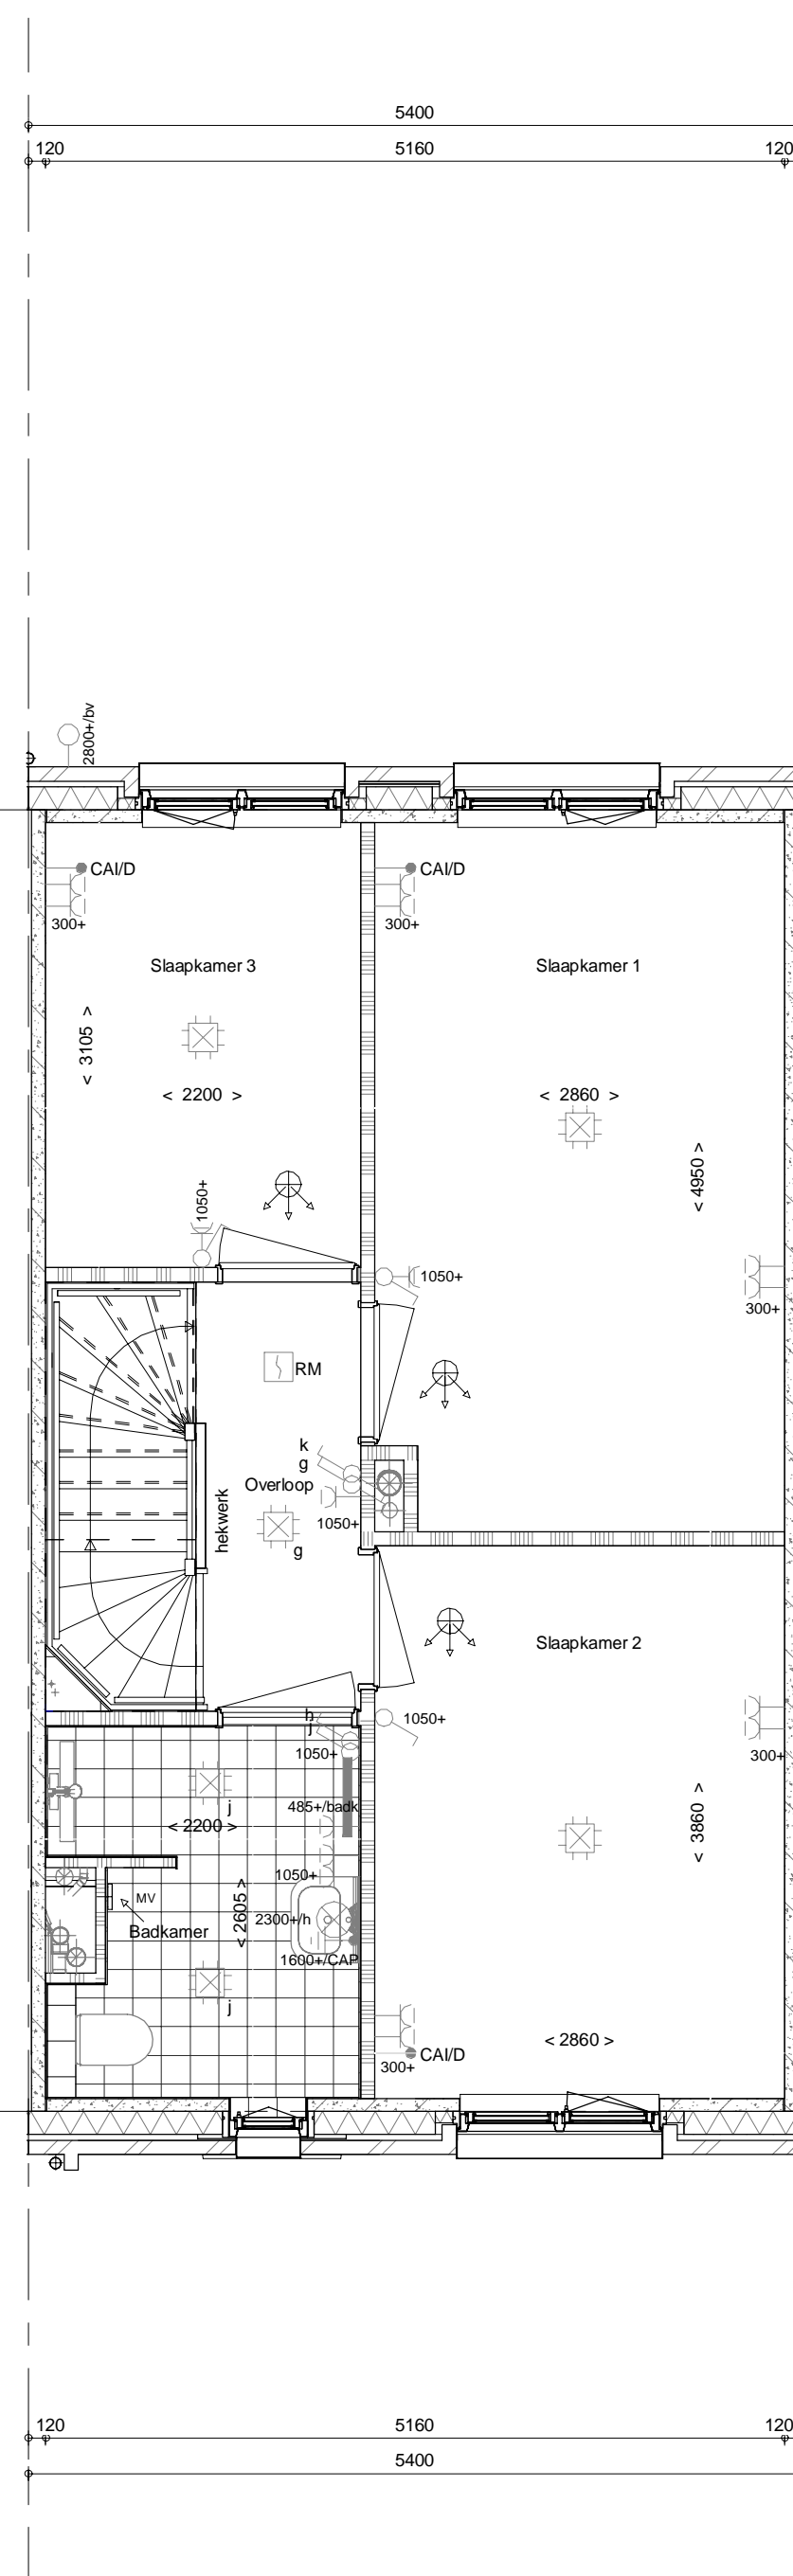 5400
120 5160 120
2800+/bv
CAI/D CAI/D
300+ 300+
Slaapkamer 3 Slaapkamer 1
< 3105 >
< 2200 > < 2860 >
< 4950 >
1050+
1050+
300+
RM
k
g
Overloop
hekwerk
1050+
g
Slaapkamer 2
h
j
1050+
1050+
300+
j
485+/badk
< 2200 >
< 3860 >
1050+
MV
< 2605 >
2300+/h
Badkamer
1600+/CAP
j
< 2860 >
CAI/D
300+
120 5160 120
5400